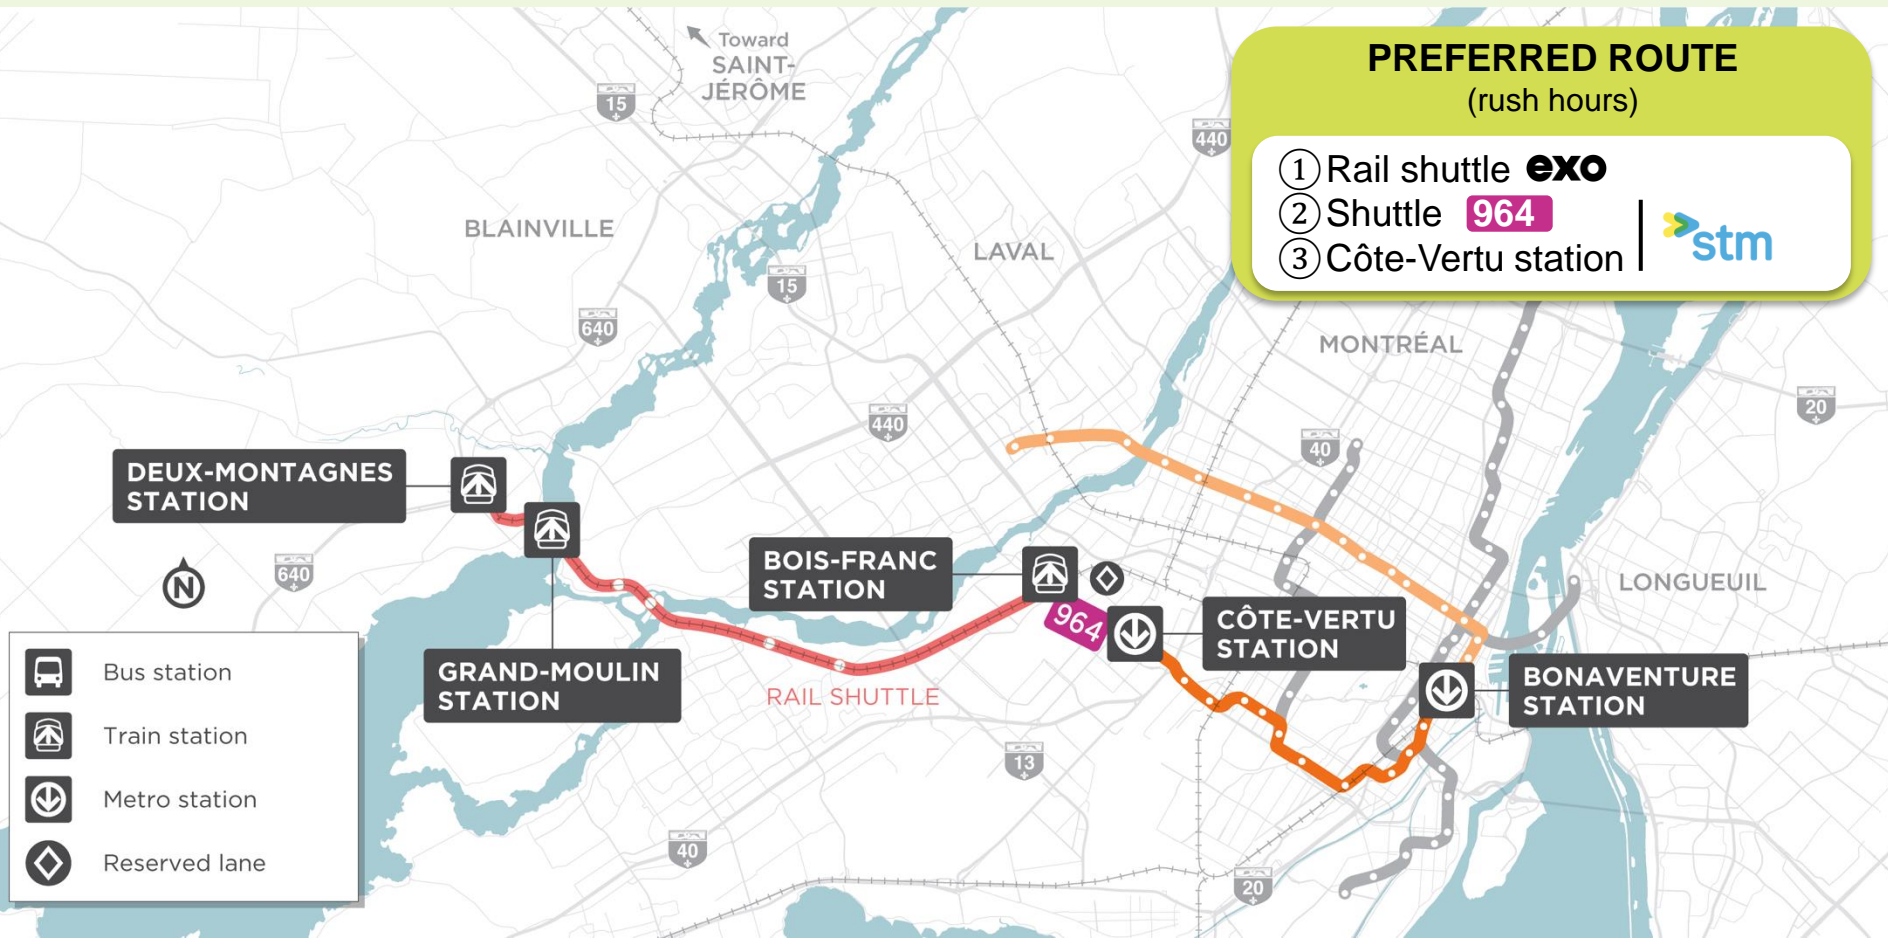 Toward
SAINT-
JÉRÔME
15
440
PREFERRED ROUTE
(rush hours)
1 Rail shuttle exo
2 Shuttle 964
3 Côte-Vertu station
stm
BLAINVILLE
LAVAL
15
640
MONTRÉAL
20
440
40
DEUX-MONTAGNES
STATION
N
640
BOIS-FRANC
STATION
964
CÔTE-VERTU
STATION
LONGUEUIL
GRAND-MOULIN
STATION
RAIL SHUTTLE
BONAVENTURE
STATION
13
40
20
Bus station
Train station
Metro station
Reserved lane